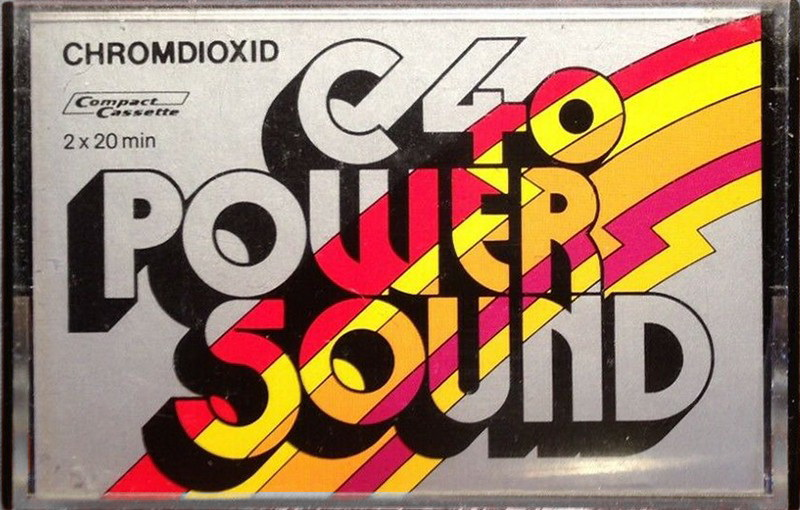 CHROMDIOXID
Compact
Cassette
2 x 20 min
C40
POWER
SOUND